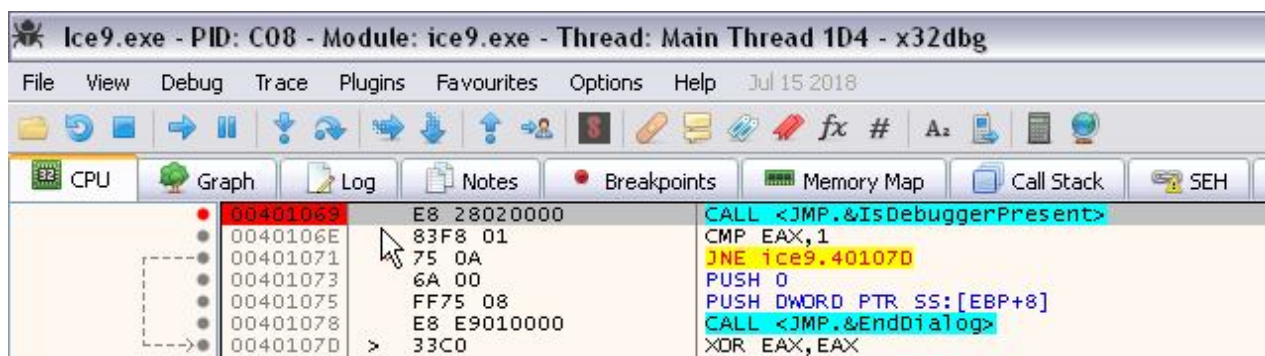 Ice9.exe - PID: C08 - Module: ice9.exe - Thread: Main Thread 1D4 - x32dbg
File View Debug Trace Plugins Favourites Options Help Jul 15 2018
S fx # Az
32 CPU Graph Log Notes Breakpoints Memory Map Call Stack SEH
00401069 E8 28020000 CALL <JMP.&IsDebuggerPresent>
0040106E 83F8 01 CMP EAX,1
00401071 75 0A JNE ice9.40107D
00401073 6A 00 PUSH 0
00401075 FF75 08 PUSH DWORD PTR SS:[EBP+8]
00401078 E8 E9010000 CALL <JMP.&EndDialog>
0040107D > 33C0 XOR EAX,EAX